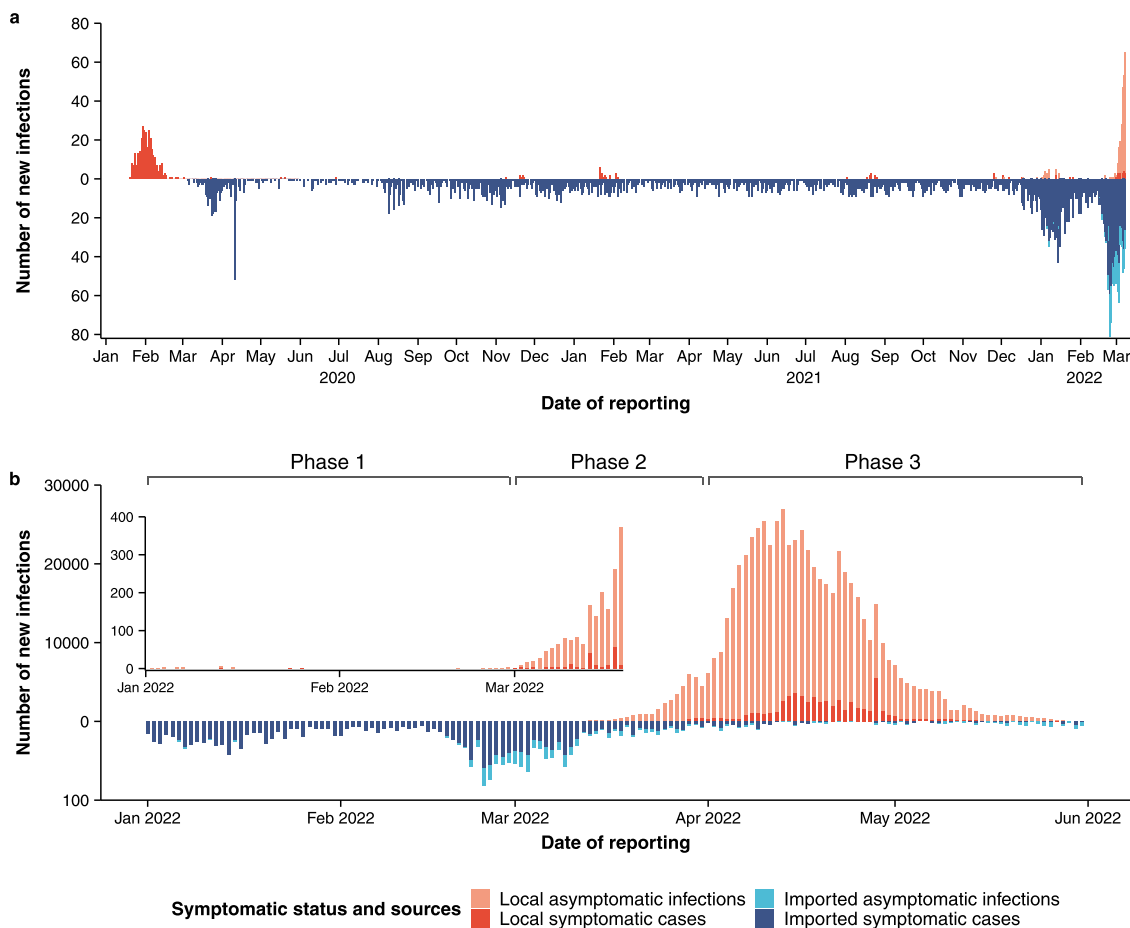 a
Number of new infections
80
60
40
20
0
20
40
60
80
Jan Feb Mar Apr May Jun Jul Aug Sep Oct Nov Dec Jan Feb Mar Apr May Jun Jul Aug Sep Oct Nov Dec Jan Feb Mar
2020 2021 2022
Date of reporting
Phase 1 Phase 2 Phase 3
b
Number of new infections
30000
20000
10000
0
100
400
300
200
100
0
Jan 2022 Feb 2022 Mar 2022
Jan 2022 Feb 2022 Mar 2022 Apr 2022 May 2022 Jun 2022
Date of reporting
Symptomatic status and sources
Local asymptomatic infections
Local symptomatic cases
Imported asymptomatic infections
Imported symptomatic cases